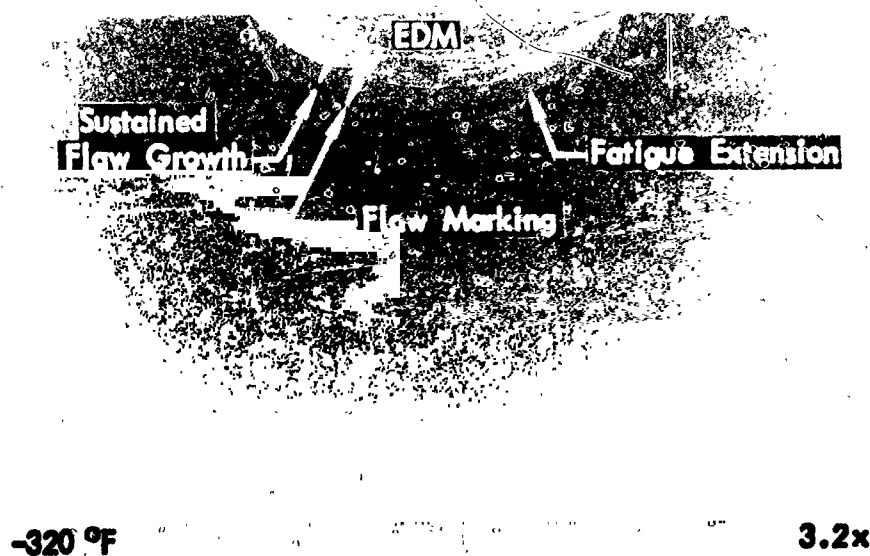 EDM
Sustained
Flaw Growth
Fatigue Extension
Flaw Marking
-320 °F
3.2x